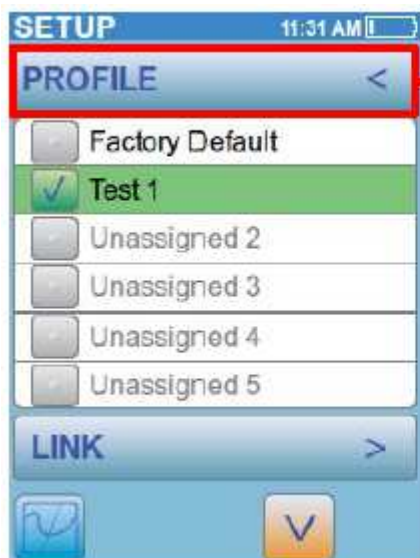 SETUP 11:31 AM
PROFILE <
Factory Default
Test 1
Unassigned 2
Unassigned 3
Unassigned 4
Unassigned 5
LINK >